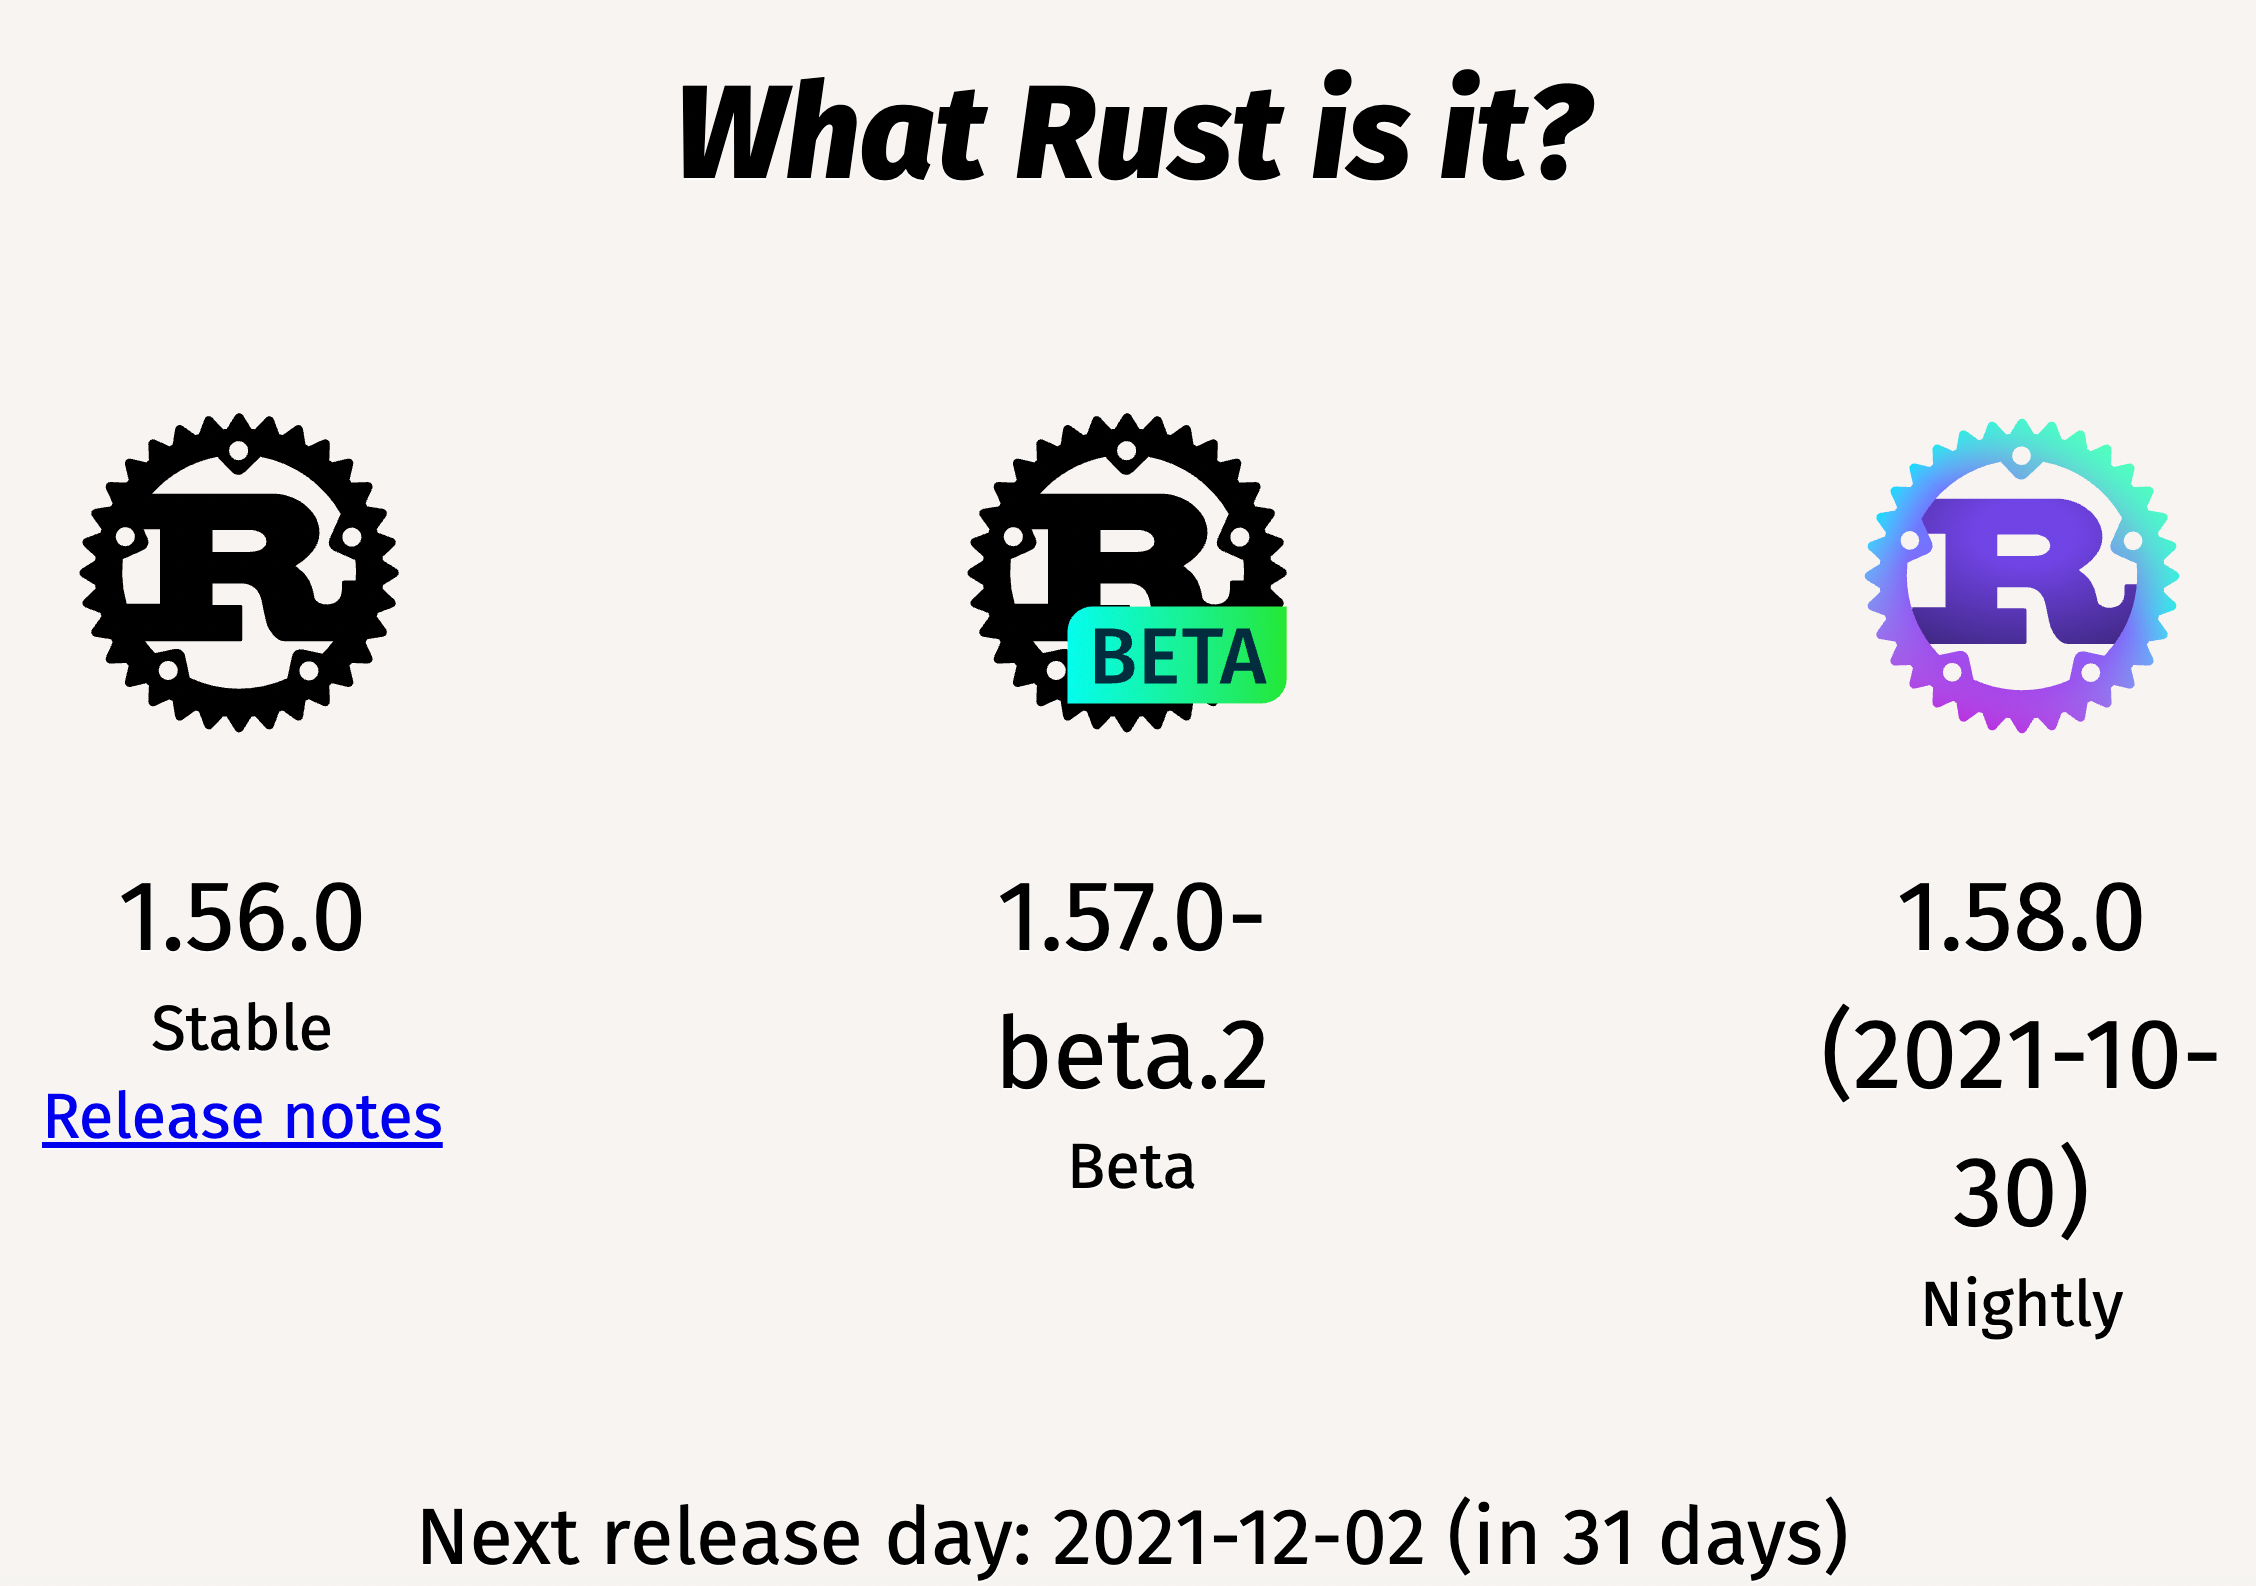 What Rust is it?
R
R
BETA
R
1.56.0
Stable
Release notes
1.57.0-
beta.2
Beta
1.58.0
(2021-10-
30)
Nightly
Next release day: 2021-12-02 (in 31 days)